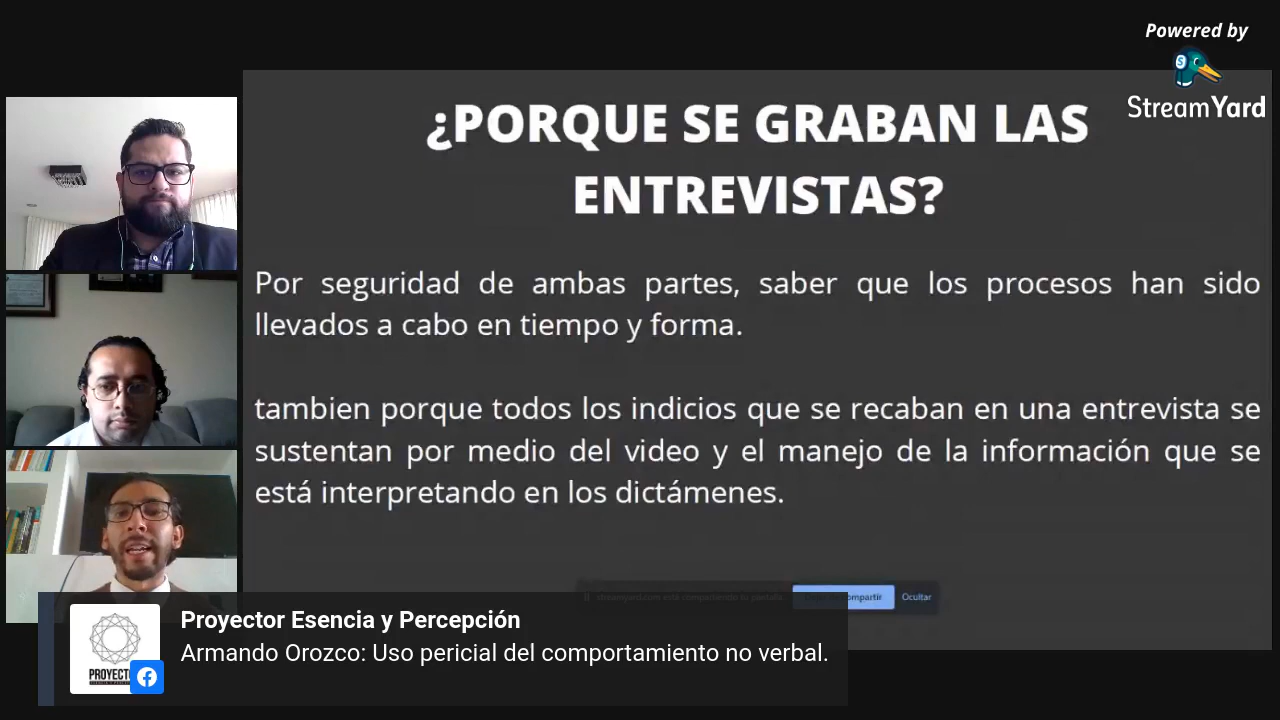 Powered by
StreamYard
¿PORQUE SE GRABAN LAS
ENTREVISTAS?
Por seguridad de ambas partes, saber que los procesos han sido
llevados a cabo en tiempo y forma.
tambien porque todos los indicios que se recaban en una entrevista se
sustentan por medio del video y el manejo de la información que se
está interpretando en los dictámenes.
Ocultar
Proyector Esencia y Percepción
Armando Orozco: Uso pericial del comportamiento no verbal.